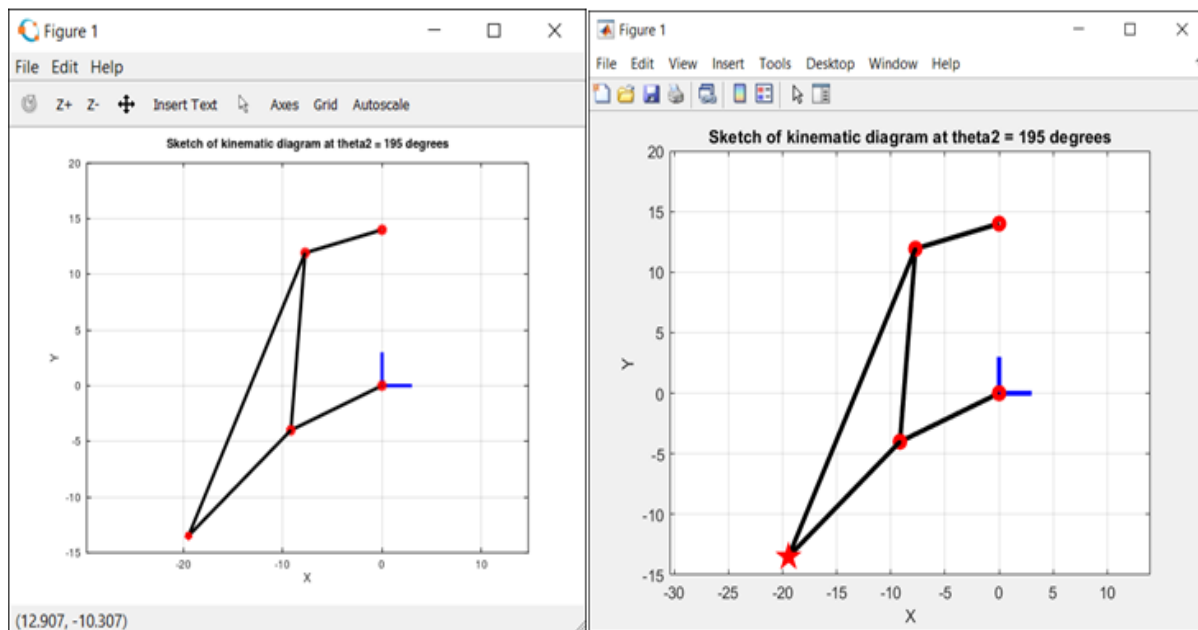 Figure 1
File Edit Help
Z+ Z- Insert Text Axes Grid Autoscale
Sketch of kinematic diagram at theta2 = 195 degrees
20
15
10
5
0
-5
-10
-15
-20 -10 0 10
X
Y
(12.907, -10.307)
Figure 1
File Edit View Insert Tools Desktop Window Help
Sketch of kinematic diagram at theta2 = 195 degrees
20
15
10
5
0
-5
-10
-15
-30 -25 -20 -15 -10 -5 0 5 10
X
Y